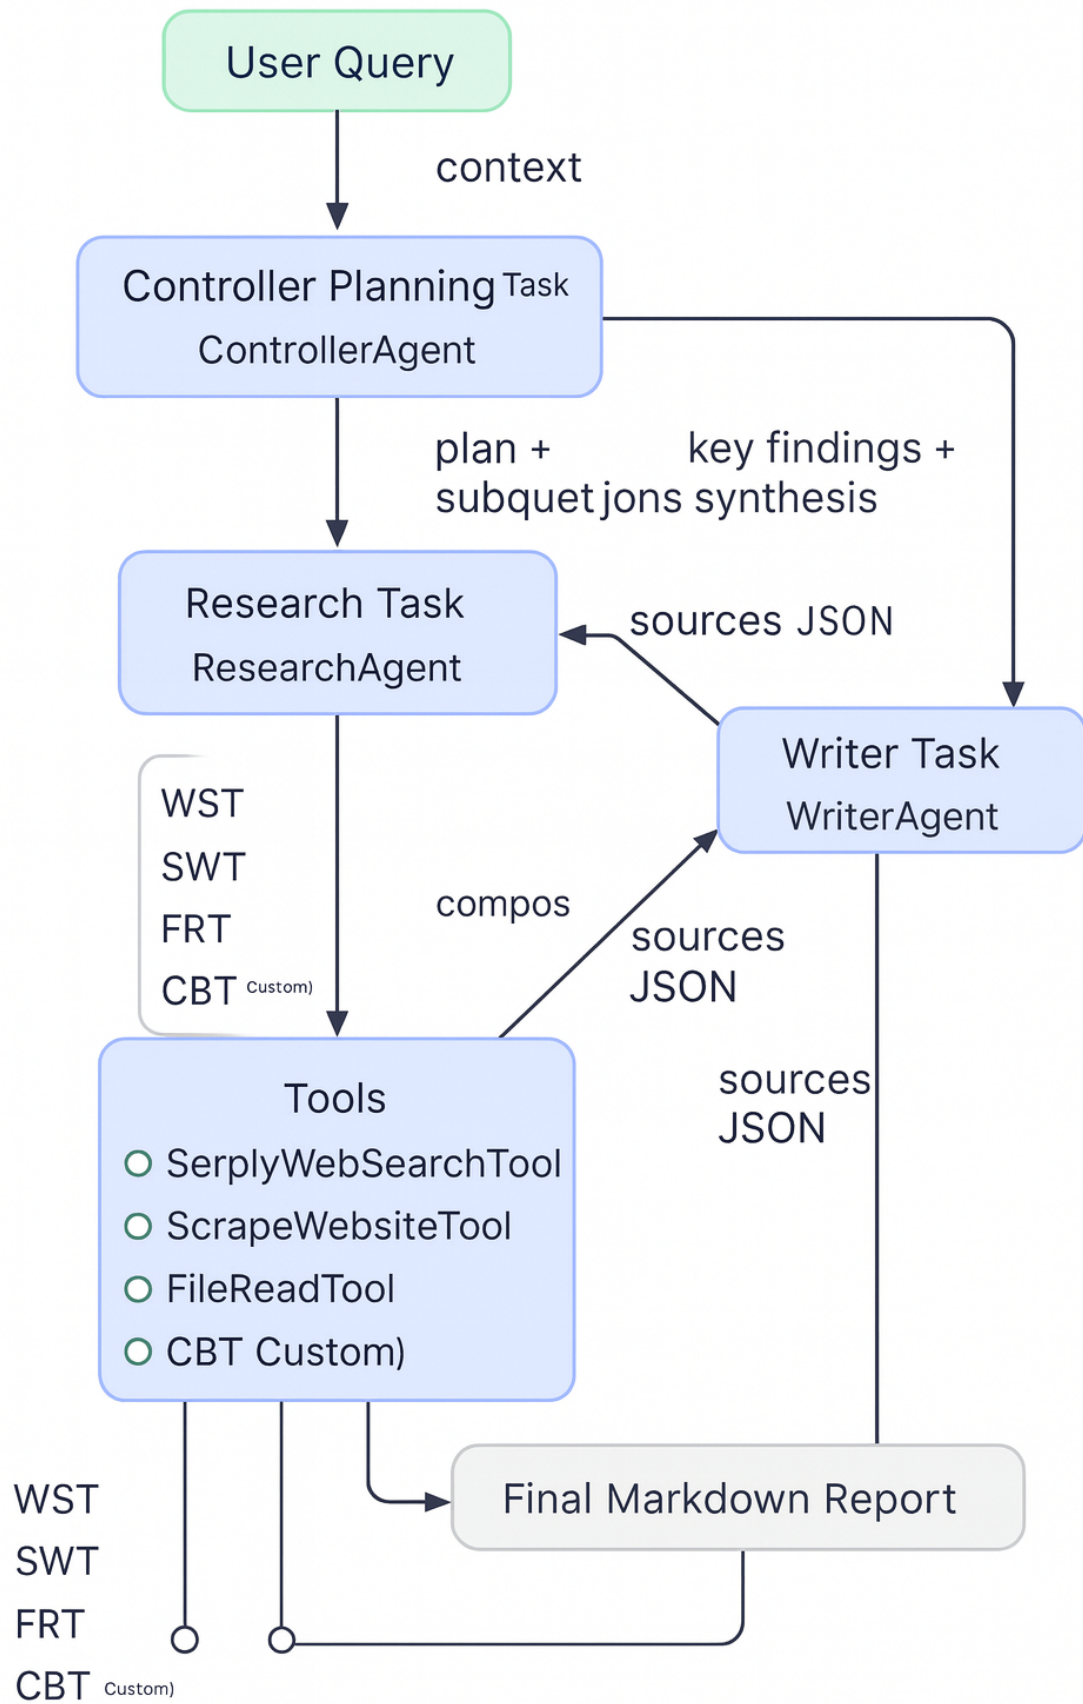 User Query
context
Controller Planning Task
ControllerAgent
plan +
key findings +
subquetjons synthesis
Research Task
ResearchAgent
sources JSON
Writer Task
WriterAgent
WST
SWT
FRT
CBT Custom)
compos
sources
JSON
sources
JSON
Tools
SerplyWebSearchTool
ScrapeWebsiteTool
FileReadTool
CBT Custom)
Final Markdown Report
WST
SWT
FRT
CBT Custom)